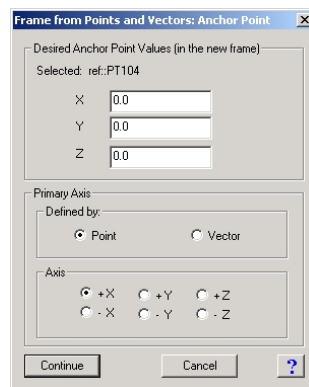 Frame from Points and Vectors: Anchor Point
Desired Anchor Point Values (in the new frame)
Selected: ref::PT104
X 0.0
Y 0.0
Z 0.0
Primary Axis
Defined by:
Point Vector
Axis
+X +Y +Z
- X - Y - Z
Continue Cancel ?